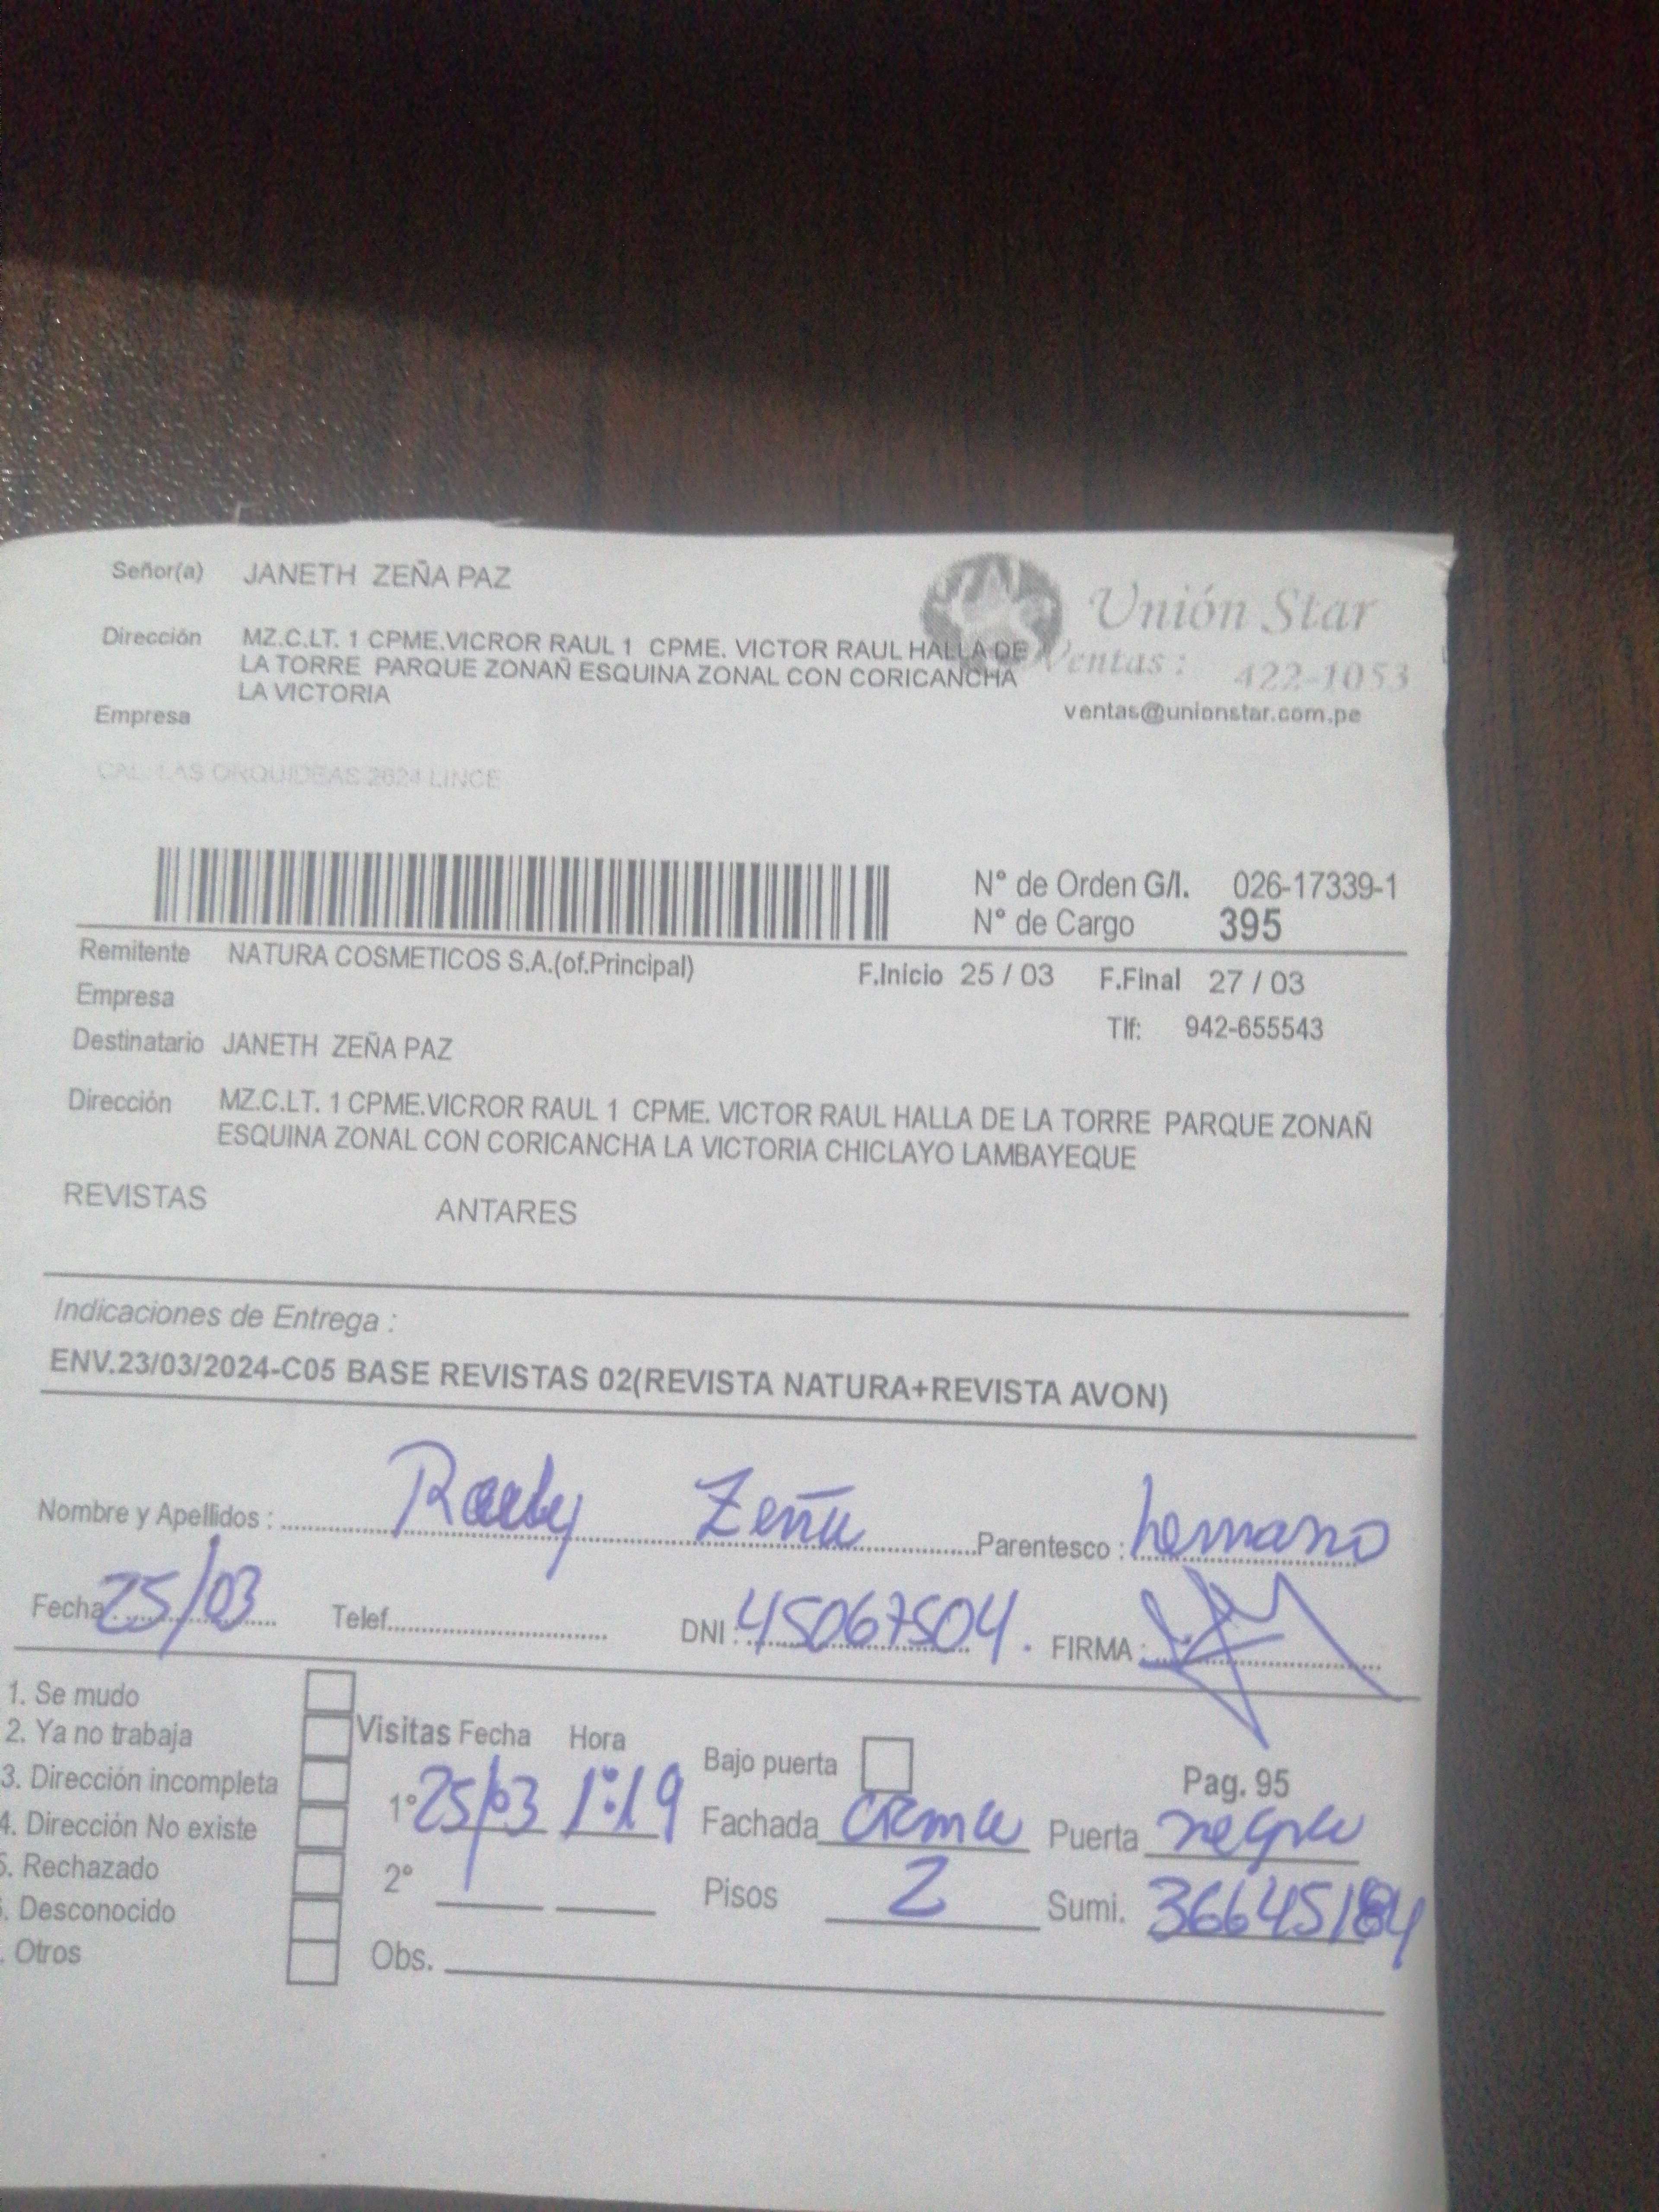 Señor(a) JANETH ZEÑA PAZ
Unión Star
Dirección MZ.C.LT. 1 CPME.VICROR RAUL 1 CPME. VICTOR RAUL HALLA DE
LA TORRE PARQUE ZONAÑ ESQUINA ZONAL CON CORICANCHA
LA VICTORIA
Ventas : 422-1053
ventas@unionstar.com.pe
Empresa
CAL. LAS ORQUIDEAS 2624 LINCE
N° de Orden G/I. 026-17339-1
N° de Cargo 395
Remitente NATURA COSMETICOS S.A.(of.Principal)
F.Inicio 25 / 03 F.Final 27 / 03
Empresa
Tlf: 942-655543
Destinatario JANETH ZEÑA PAZ
Dirección MZ.C.LT. 1 CPME.VICROR RAUL 1 CPME. VICTOR RAUL HALLA DE LA TORRE PARQUE ZONAÑ
ESQUINA ZONAL CON CORICANCHA LA VICTORIA CHICLAYO LAMBAYEQUE
REVISTAS ANTARES
Indicaciones de Entrega :
ENV.23/03/2024-C05 BASE REVISTAS 02(REVISTA NATURA+REVISTA AVON)
Nombre y Apellidos : Zeña Parentesco : hermano
Fecha 25/03 Telef. DNI : 45067504. FIRMA :
1. Se mudo
2. Ya no trabaja
3. Dirección incompleta
4. Dirección No existe
5. Rechazado
. Desconocido
. Otros
Visitas Fecha Hora
1° 25/03 1:19
2°
Bajo puerta
Pag. 95
Fachada crema Puerta negra
Pisos 2 Sumi. 36645184
Obs.